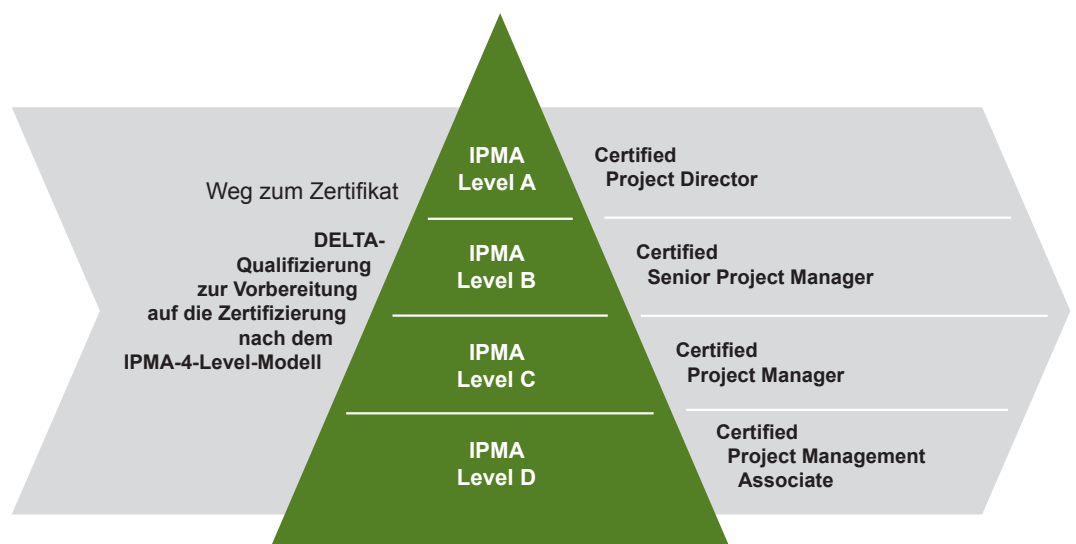 Weg zum Zertifikat
DELTA-
Qualifizierung
zur Vorbereitung
auf die Zertifizierung
nach dem
IPMA-4-Level-Modell
IPMA
Level A
Certified
Project Director
IPMA
Level B
Certified
Senior Project Manager
IPMA
Level C
Certified
Project Manager
IPMA
Level D
Certified
Project Management
Associate